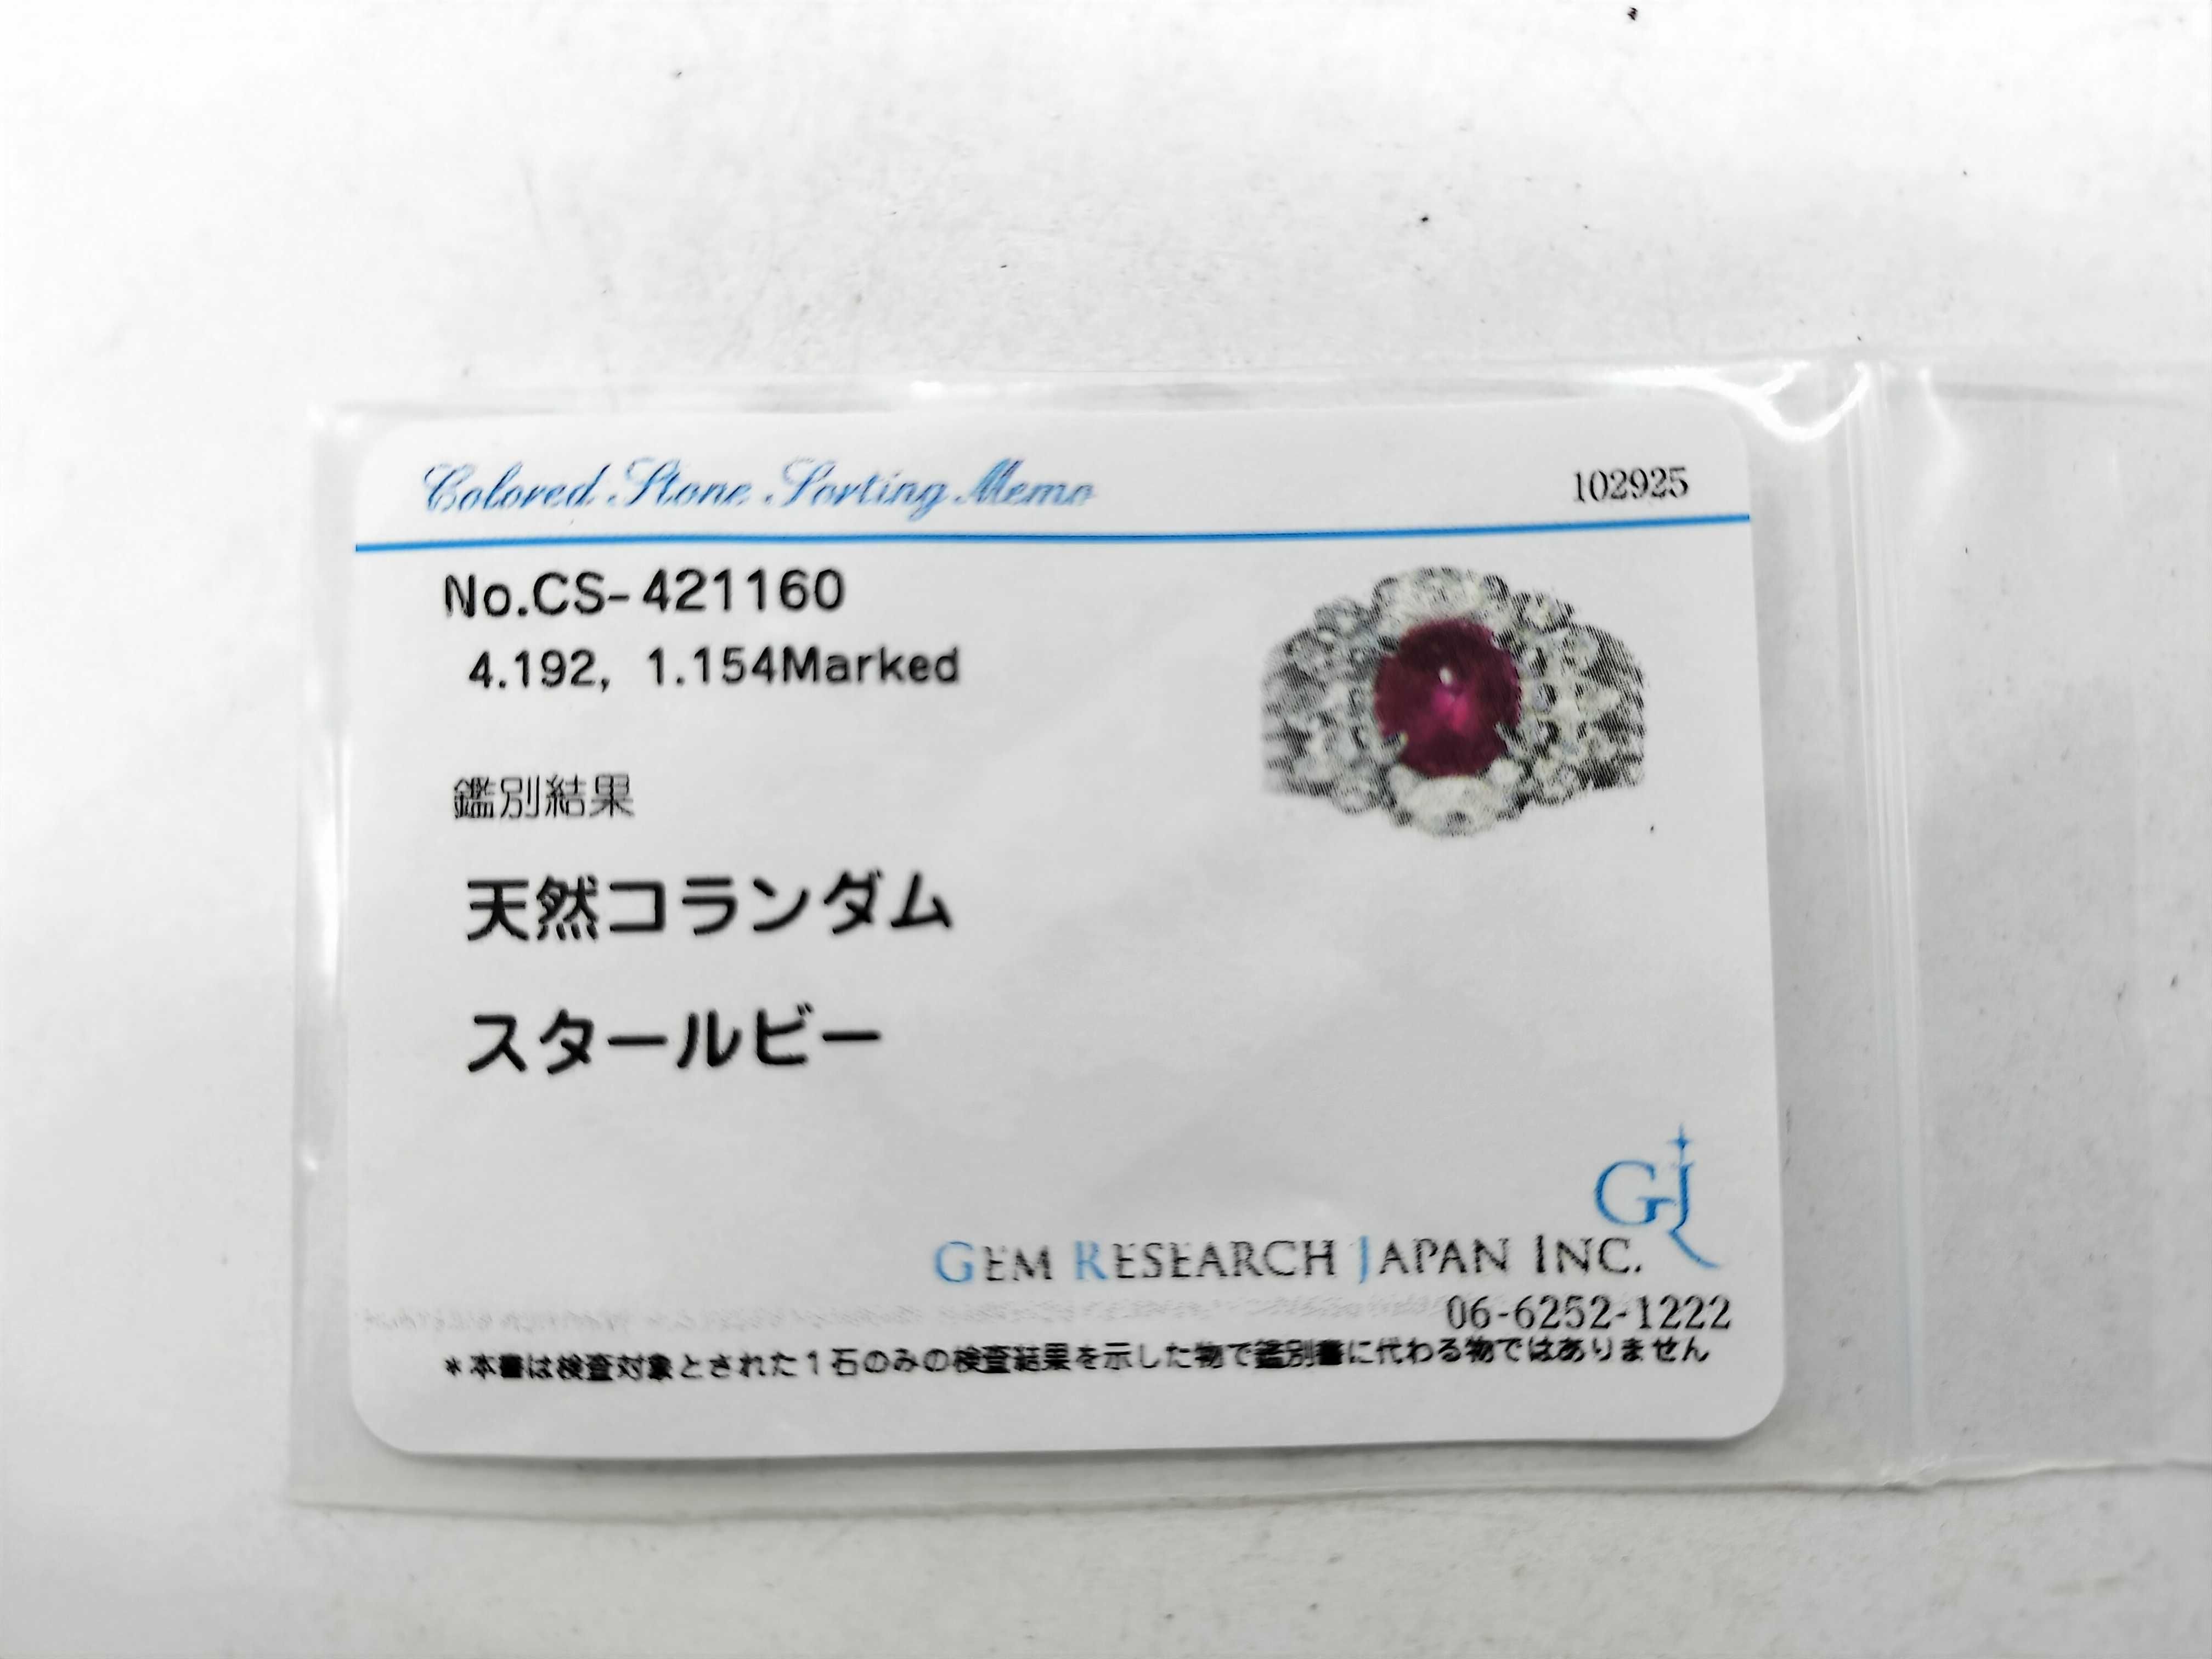 Colored Stone Sorting Memo
102925
No.CS-421160
4.192, 1.154Marked
鑑別結果
天然コランダム
スタールビー
GJ
GEM RESEARCH JAPAN INC.
06-6252-1222
*本書は検査対象とされた1石のみの検査結果を示した物で鑑別書に代わる物ではありません